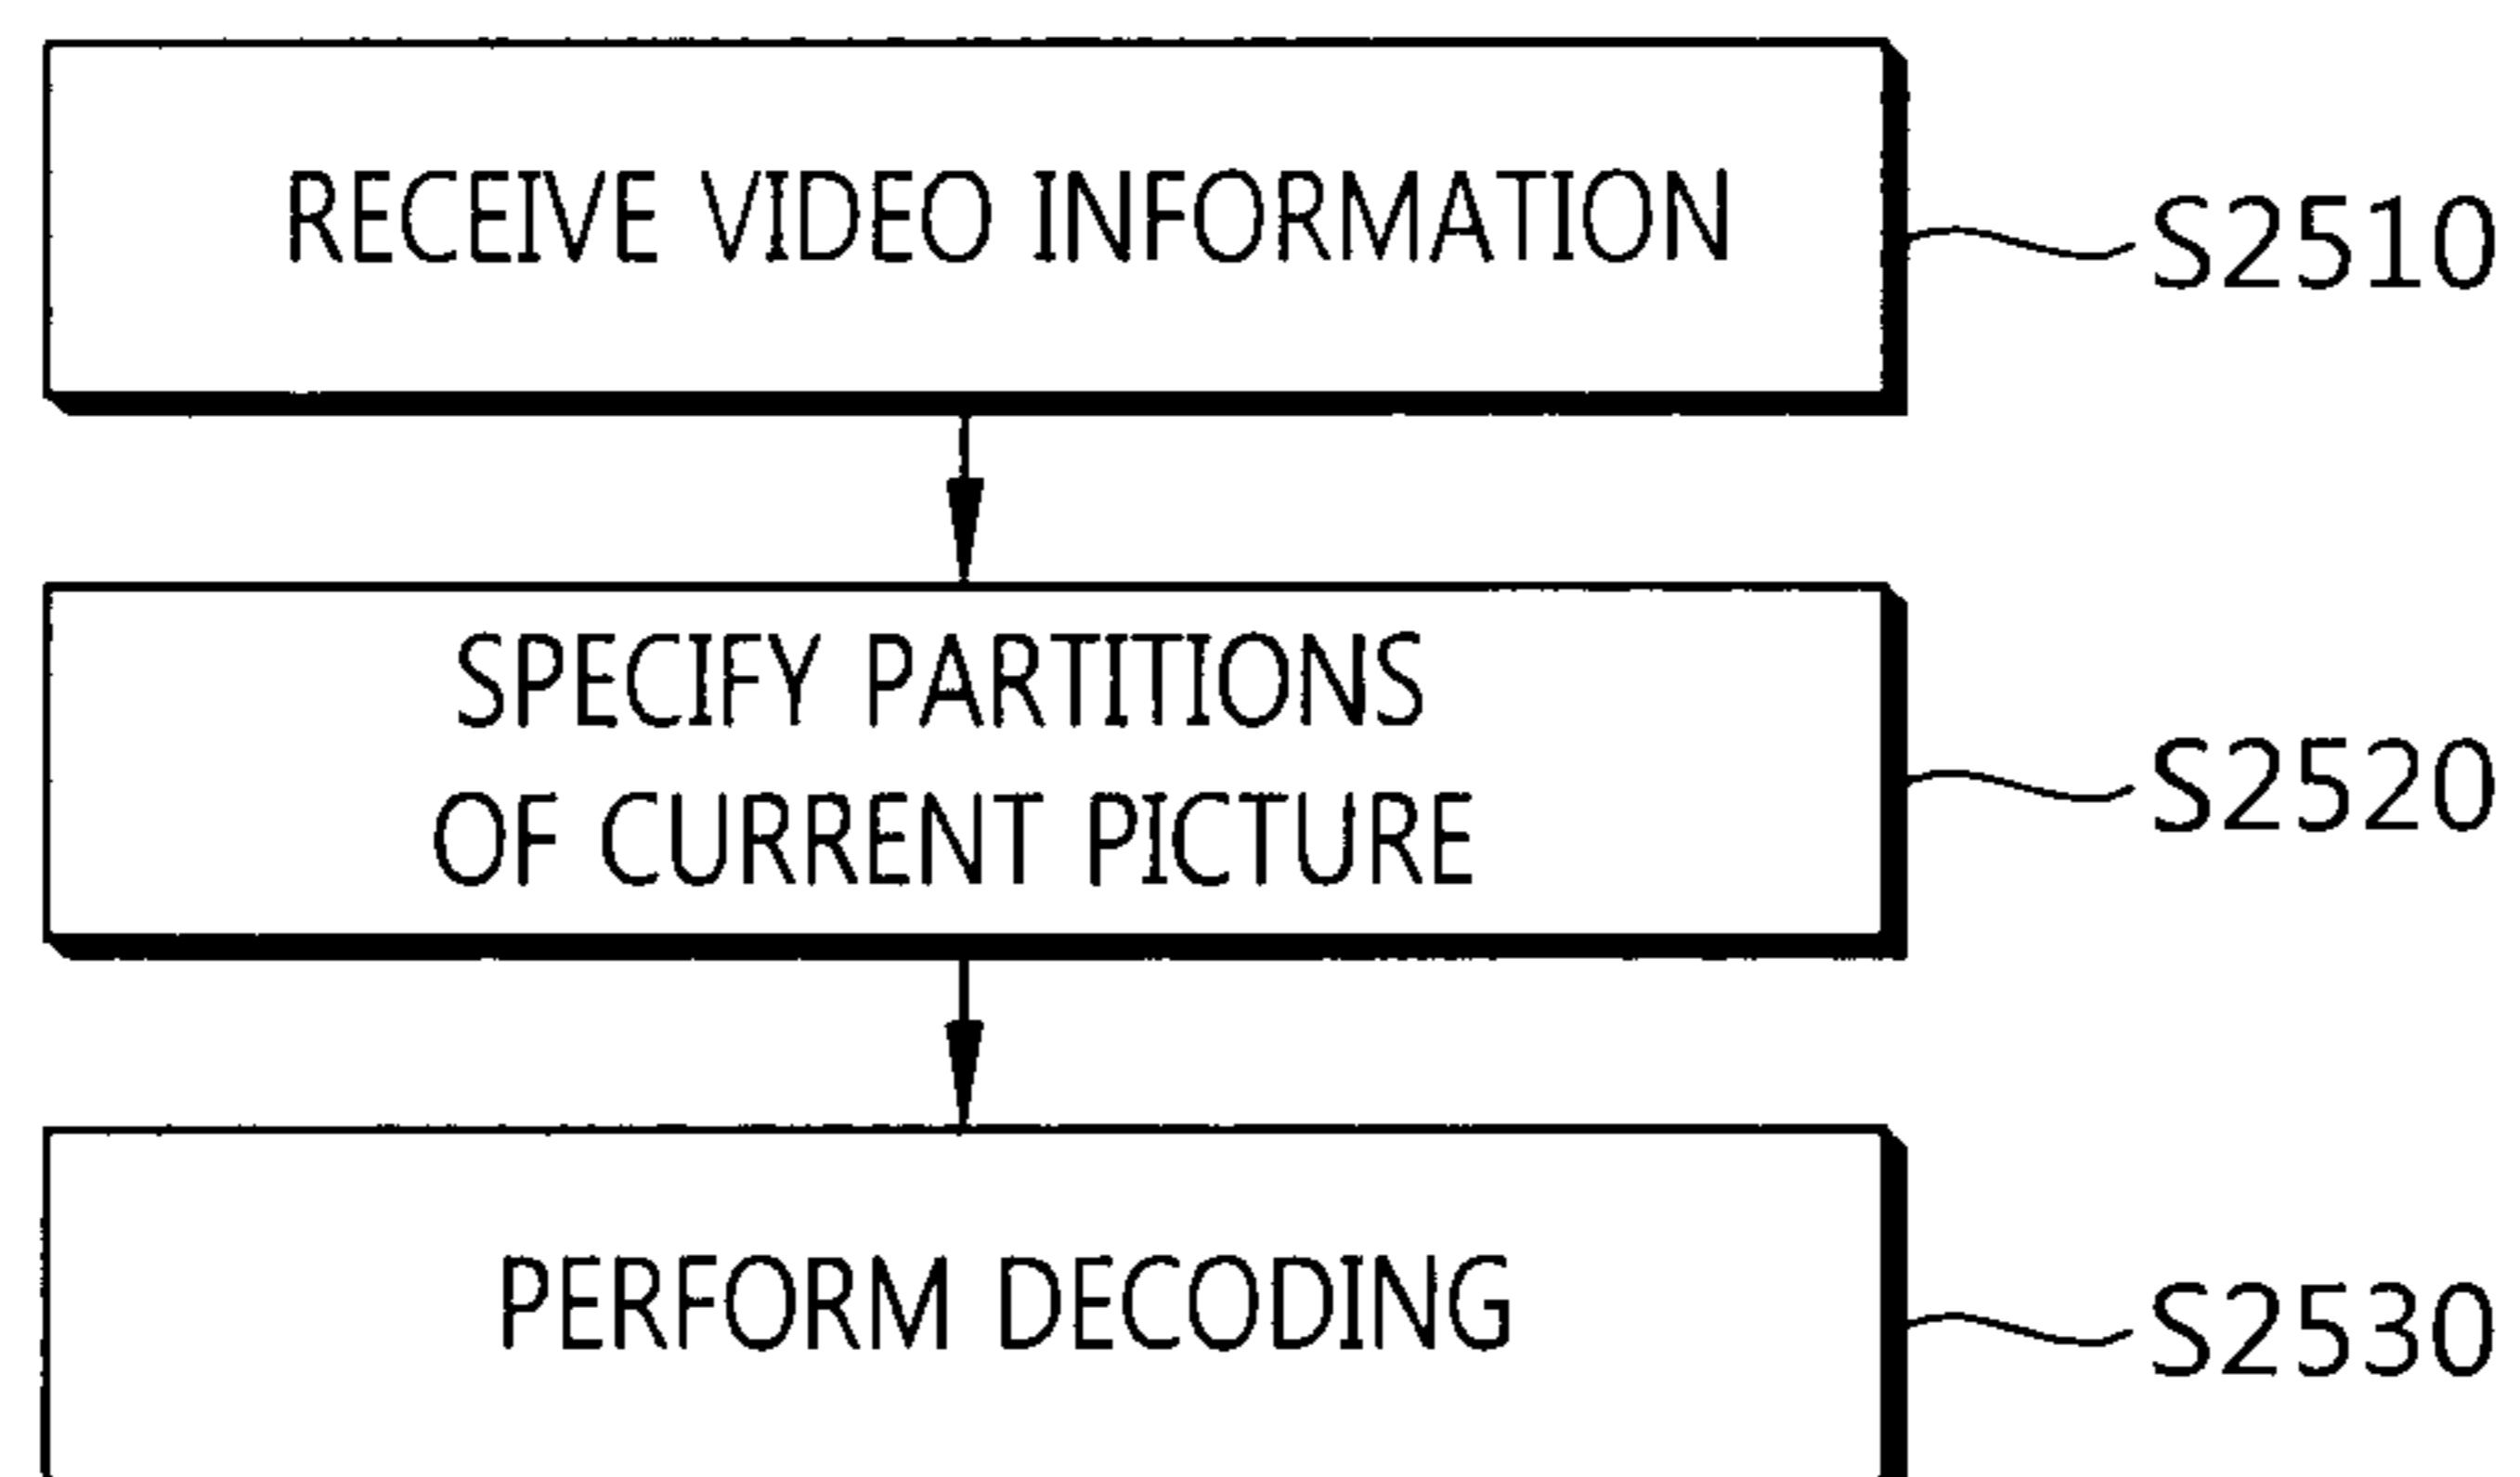 RECEIVE VIDEO INFORMATION
S2510
SPECIFY PARTITIONS
OF CURRENT PICTURE
S2520
PERFORM DECODING
S2530